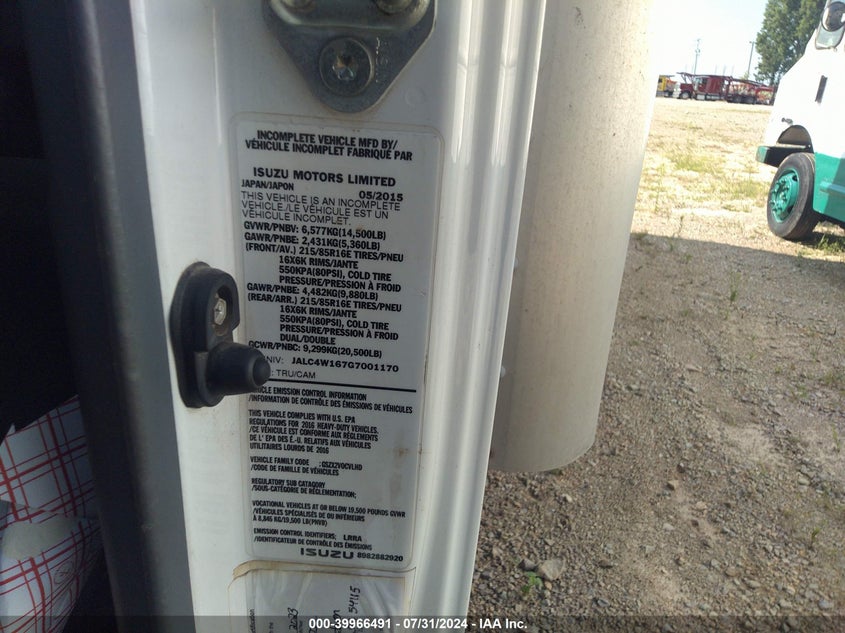 INCOMPLETE VEHICLE MFD BY/
VÉHICULE INCOMPLET FABRIQUÉ PAR
ISUZU MOTORS LIMITED
JAPAN/JAPON 05/2015
THIS VEHICLE IS AN INCOMPLETE
VEHICLE./LE VÉHICULE EST UN
VÉHICULE INCOMPLET.
GVWR/PNBV: 6,577KG(14,500LB)
GAWR/PNBE: 2,431KG(5,360LB)
(FRONT/AV.) 215/85R16E TIRES/PNEU
16X6K RIMS/JANTE
550KPA(80PSI), COLD TIRE
PRESSURE/PRESSION À FROID
GAWR/PNBE: 4,482KG(9,880LB)
(REAR/ARR.) 215/85R16E TIRES/PNEU
16X6K RIMS/JANTE
550KPA(80PSI), COLD TIRE
PRESSURE/PRESSION À FROID
DUAL/DOUBLE
GCWR/PNBC: 9,299KG(20,500LB)
NIV: JALC4W167G7001170
: TRU/CAM
VEHICLE EMISSION CONTROL INFORMATION
/INFORMATION DE CONTRÔLE DES ÉMISSIONS DE VÉHICULES
THIS VEHICLE COMPLIES WITH U.S. EPA
REGULATIONS FOR 2016 HEAVY-DUTY VEHICLES.
/CE VÉHICULE EST CONFORME AUX RÈGLEMENTS
DE L' EPA DES É.-U. RELATIFS AUX VÉHICULES
UTILITAIRES LOURDS DE 2016
VEHICLE FAMILY CODE : GSZX2VOCVLHD
/CODE DE FAMILLE DE VÉHICULES
REGULATORY SUB CATAGORY
/SOUS-CATÉGORIE DE RÉGLEMENTATION;
VOCATIONAL VEHICLES AT OR BELOW 19,500 POUNDS GVWR
/VÉHICULES SPÉCIALISÉS DE OU INFÉRIEURS
À 8,846 KG/19,500 LB(PNVB)
EMISSION CONTROL IDENTIFIERS; LRRA
/IDENTIFICATEUR DE CONTRÔLE DES ÉMISSIONS
ISUZU 8982882920
2023
54115
000-39966491 - 07/31/2024 - IAA Inc.